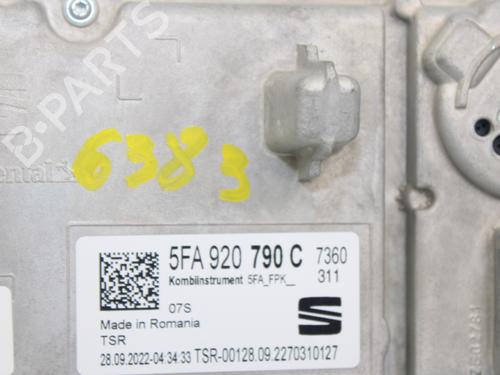 B-PARTS
6383
5FA 920 790 C 7360
Kombiinstrument 5FA_FPK__ 311
07S
Made in Romania
TSR
28.09.2022-04:34:33 TSR-00128.09.2270310127